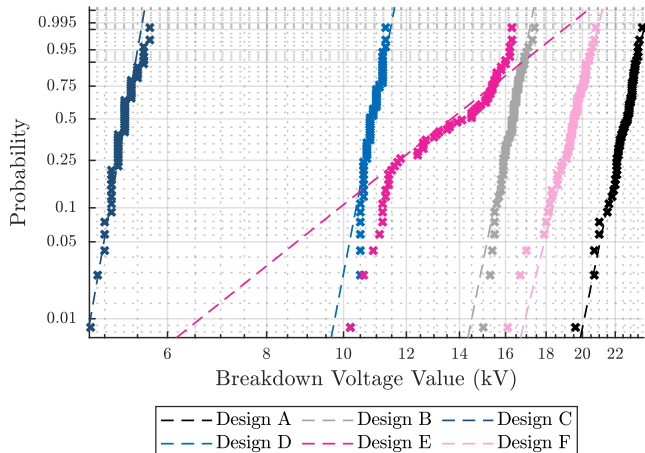 0.995
0.95
0.75
0.5
0.25
0.1
0.05
0.01
Probability
6 10 12 14 16 18 20 22
Breakdown Voltage Value (kV)
Design A Design B Design C
Design D Design E Design F